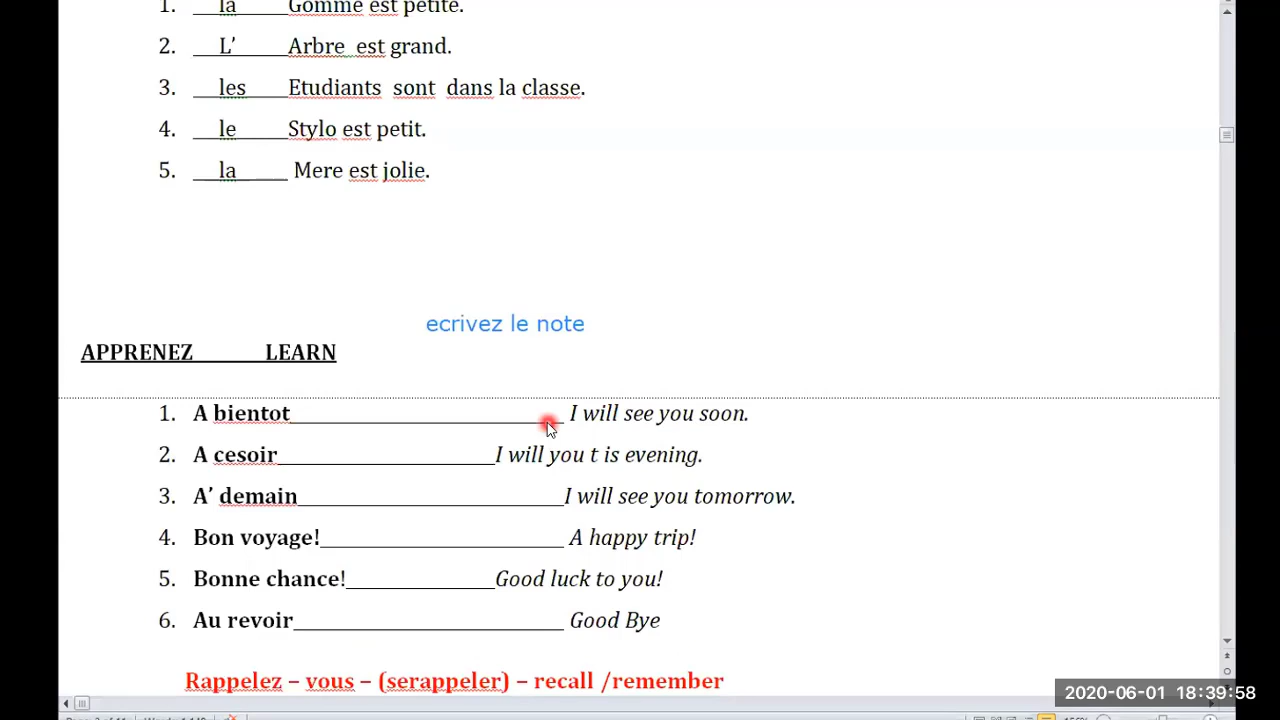 1. la Gomme est petite.
2. L’ Arbre est grand.
3. les Etudiants sont dans la classe.
4. le Stylo est petit.
5. la Mere est jolie.
ecrivez le note
APPRENEZ LEARN
1. A bientot I will see you soon.
2. A cesoir I will you t is evening.
3. A’ demain I will see you tomorrow.
4. Bon voyage! A happy trip!
5. Bonne chance! Good luck to you!
6. Au revoir Good Bye
Rappelez – vous – (serappeler) – recall /remember
2020-06-01 18:39:58